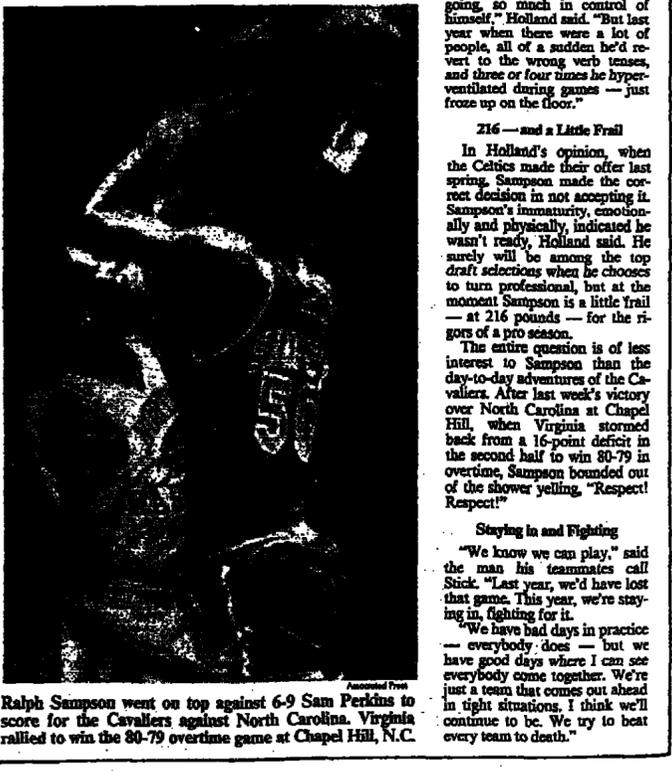 Associated Press
Ralph Sampson went on top against 6-9 Sam Perkins to
score for the Cavaliers against North Carolina. Virginia
rallied to win the 80-79 overtime game at Chapel Hill, N.C.
going, so much in control of
himself," Holland said. "But last
year when there were a lot of
people, all of a sudden he'd re-
vert to the wrong verb tenses,
and three or four times he hyper-
ventilated during games — just
froze up on the floor."
216 — and a Little Frail
In Holland's opinion, when
the Celtics made their offer last
spring, Sampson made the cor-
rect decision in not accepting it.
Sampson's immaturity, emotion-
ally and physically, indicated he
wasn't ready, Holland said. He
surely will be among the top
draft selections when he chooses
to turn professional, but at the
moment Sampson is a little frail
— at 216 pounds — for the ri-
gors of a pro season.
The entire question is of less
interest to Sampson than the
day-to-day adventures of the Ca-
valiers. After last week's victory
over North Carolina at Chapel
Hill, when Virginia stormed
back from a 16-point deficit in
the second half to win 80-79 in
overtime, Sampson bounded out
of the shower yelling, "Respect!
Respect!"
Staying in and Fighting
"We know we can play," said
the man his teammates call
Stick. "Last year, we'd have lost
that game. This year, we're stay-
ing in, fighting for it.
"We have bad days in practice
— everybody does — but we
have good days where I can see
everybody come together. We're
just a team that comes out ahead
in tight situations. I think we'll
continue to be. We try to beat
every team to death."